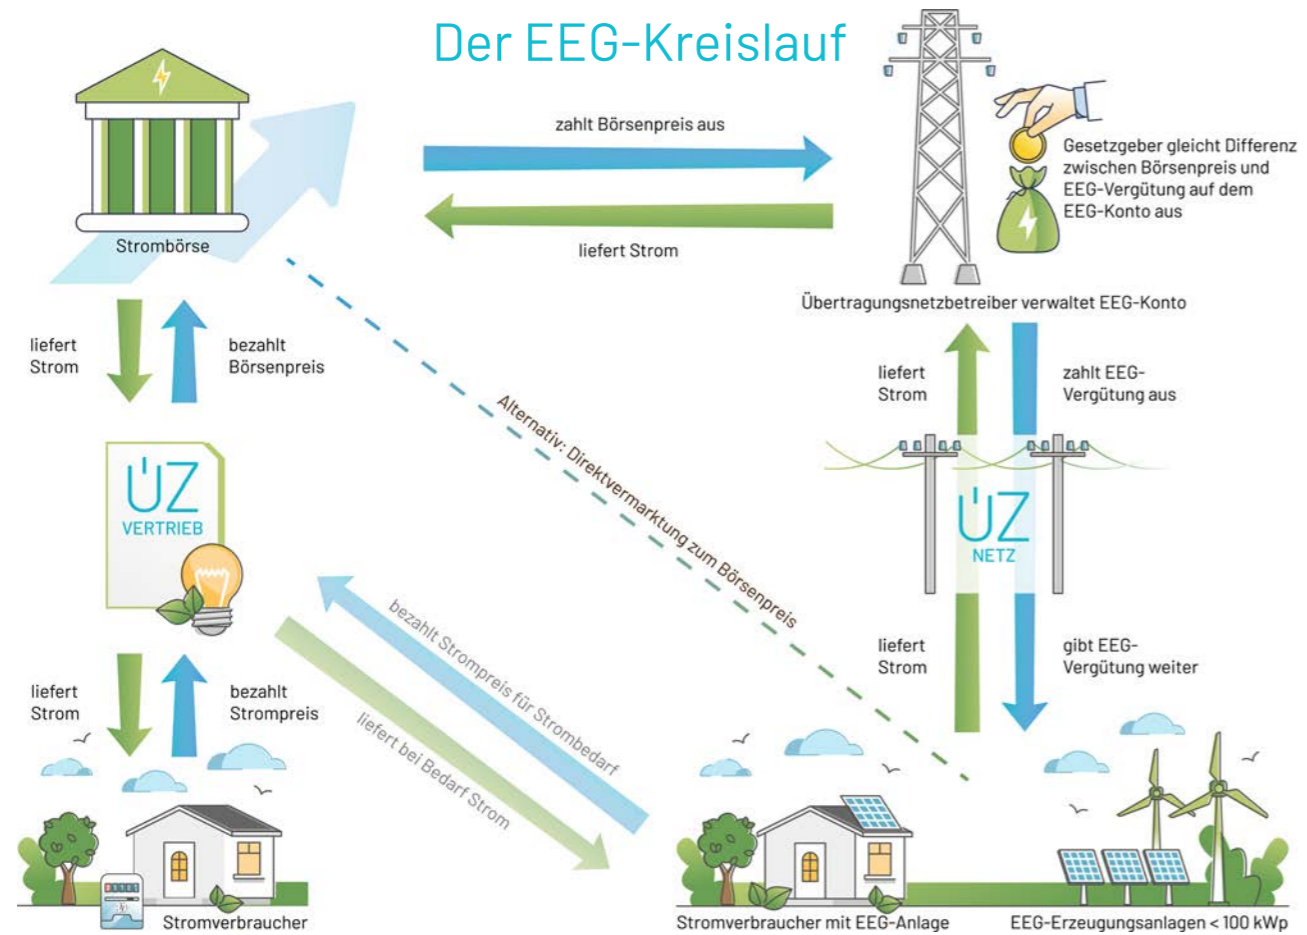 Der EEG-Kreislauf
zahlt Börsenpreis aus
liefert Strom
Gesetzgeber gleicht Differenz
zwischen Börsenpreis und
EEG-Vergütung auf dem
EEG-Konto aus
Strombörse
Übertragungsnetzbetreiber verwaltet EEG-Konto
liefert
Strom
bezahlt
Börsenpreis
liefert
Strom
zahlt EEG-
Vergütung aus
Alternativ: Direktvermarktung zum Börsenpreis
ÜZ
VERTRIEB
ÜZ
NETZ
bezahlt Strompreis für Strombedarf
liefert bei Bedarf Strom
liefert
Strom
gibt EEG-
Vergütung weiter
liefert
Strom
bezahlt
Strompreis
Stromverbraucher
Stromverbraucher mit EEG-Anlage
EEG-Erzeugungsanlagen < 100 kWp